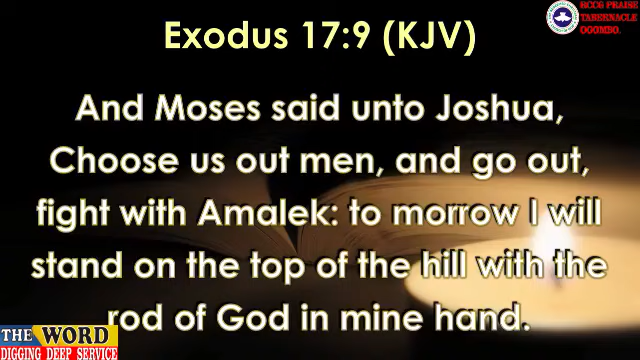 Exodus 17:9 (KJV)
RCCG PRAISE
TABERNACLE
OGOMBO.
And Moses said unto Joshua,
Choose us out men, and go out,
fight with Amalek: to morrow I will
stand on the top of the hill with the
rod of God in mine hand.
THE WORD
DIGGING DEEP SERVICE